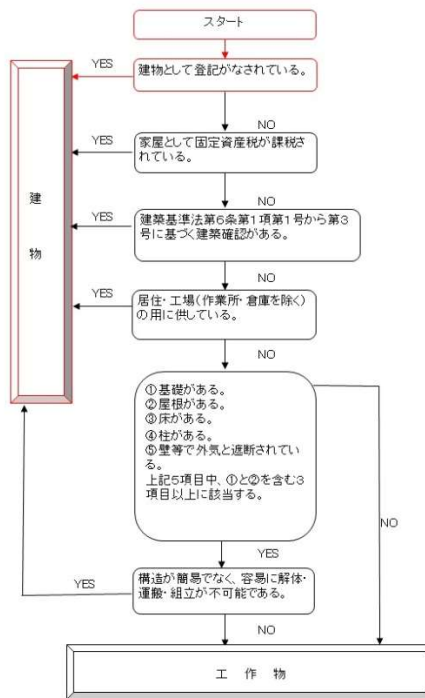 スタート
YES
建物として登記がなされている。
NO
YES
家屋として固定資産税が課税
されている。
NO
建
物
YES
建築基準法第6条第1項第1号から第3
号に基づく建築確認がある。
NO
YES
居住・工場(作業所・倉庫を除く)
の用に供している。
NO
①基礎がある。
②屋根がある。
③床がある。
④柱がある。
⑤壁等で外気と遮断されてい
る。
上記5項目中、①と②を含む3
項目以上に該当する。
NO
YES
YES
構造が簡易でなく、容易に解体・
運搬・組立が不可能である。
NO
工 作 物